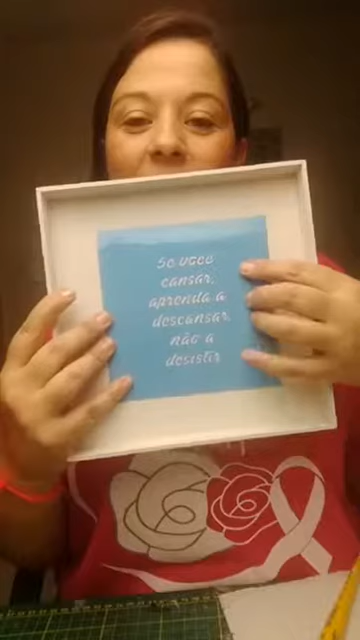 Se você
cansar,
aprenda a
descansar,
não a
desistir